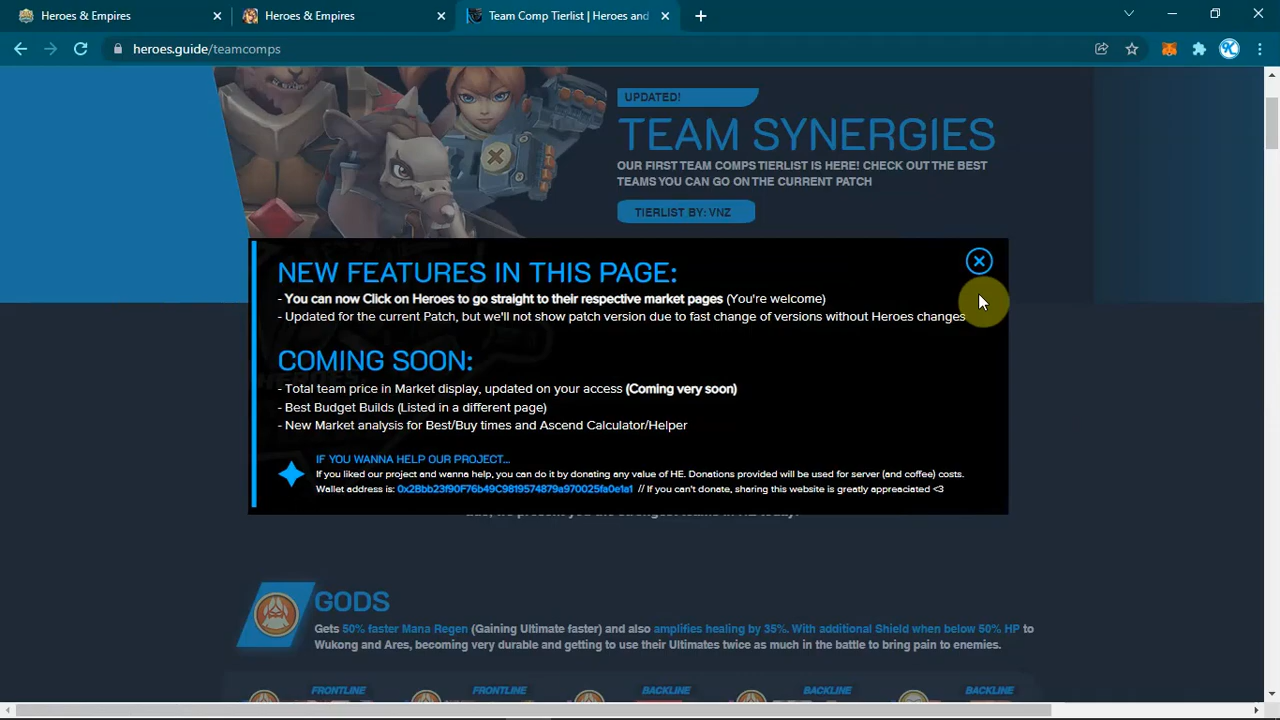 Heroes & Empires
Heroes & Empires
Team Comp Tierlist | Heroes and
heroes.guide/teamcomps
UPDATED!
TEAM SYNERGIES
OUR FIRST TEAM COMPS TIERLIST IS HERE! CHECK OUT THE BEST
TEAMS YOU CAN GO ON THE CURRENT PATCH
TIERLIST BY: VNZ
NEW FEATURES IN THIS PAGE:
- You can now Click on Heroes to go straight to their respective market pages (You're welcome)
- Updated for the current Patch, but we'll not show patch version due to fast change of versions without Heroes changes
COMING SOON:
- Total team price in Market display, updated on your access (Coming very soon)
- Best Budget Builds (Listed in a different page)
- New Market analysis for Best/Buy times and Ascend Calculator/Helper
IF YOU WANNA HELP OUR PROJECT...
If you liked our project and wanna help, you can do it by donating any value of HE. Donations provided will be used for server (and coffee) costs.
Wallet address is: 0x2Bbb23f90F76b49C9819574879a970025fa0e1a1 // If you can't donate, sharing this website is greatly appreaciated <3
we present you the strongest teams in HE today!
GODS
Gets 50% faster Mana Regen (Gaining Ultimate faster) and also amplifies healing by 35%. With additional Shield when below 50% HP to
Wukong and Ares, becoming very durable and getting to use their Ultimates twice as much in the battle to bring pain to enemies.
FRONTLINE FRONTLINE BACKLINE BACKLINE BACKLINE